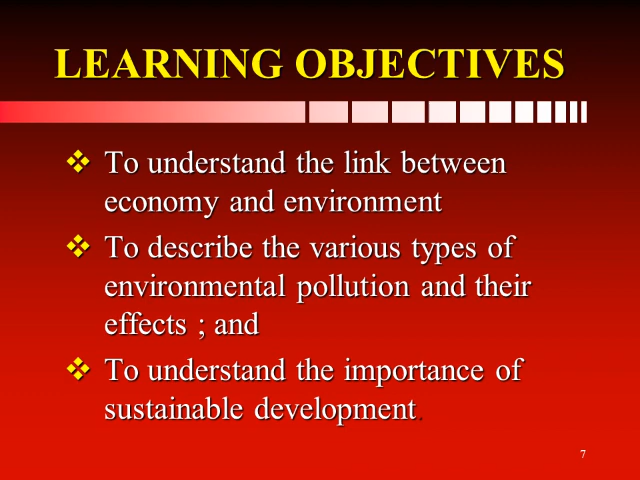 LEARNING OBJECTIVES
❖ To understand the link between
economy and environment
❖ To describe the various types of
environmental pollution and their
effects ; and
❖ To understand the importance of
sustainable development.
7